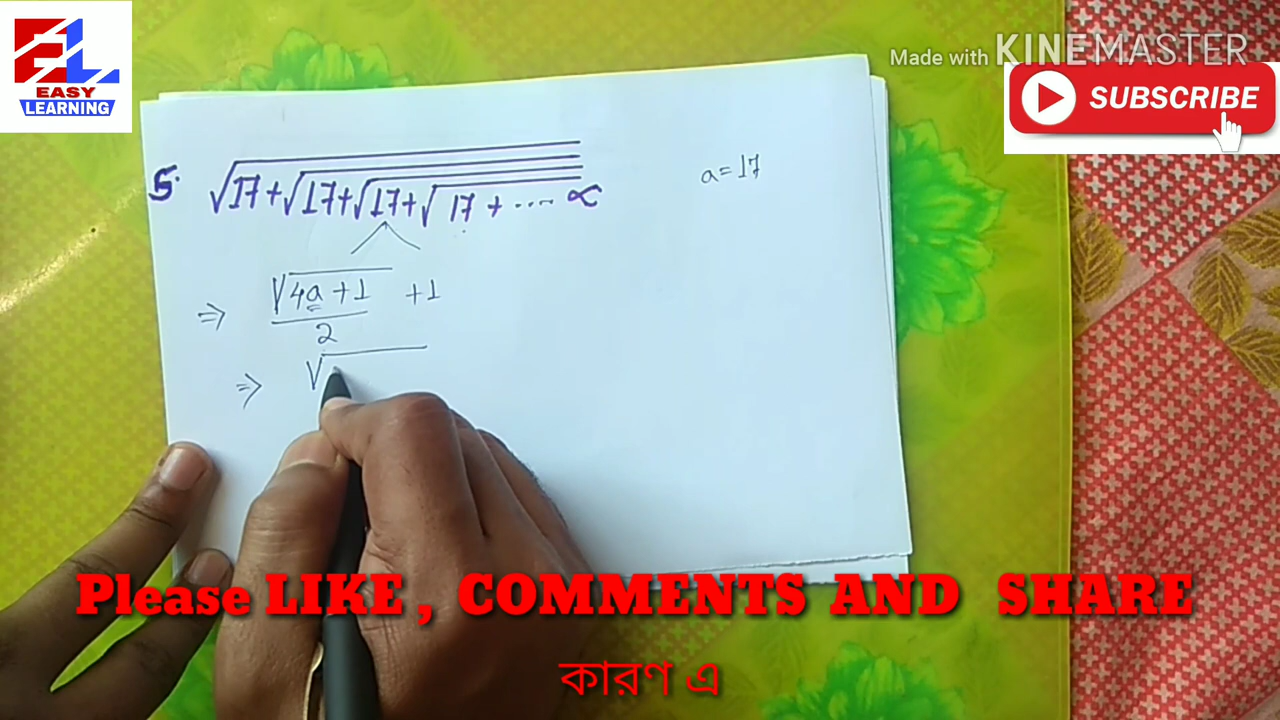 EL
EASY
LEARNING
Made with KINEMASTER
SUBSCRIBE
5. √17+√17+√17+√17 + ---- ∝
a=17
⇒ √4a+1 +1
2
⇒ √
Please LIKE , COMMENTS AND SHARE
কারণ এ